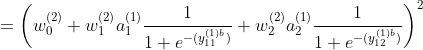 $$= \left( w_0^{(2)} + w_1^{(2)} a_1^{(1)} \frac{1}{1 + e^{-(y_{11}^{(1)b})}} + w_2^{(2)} a_2^{(1)} \frac{1}{1 + e^{-(y_{12}^{(1)b})}} \right)^2$$